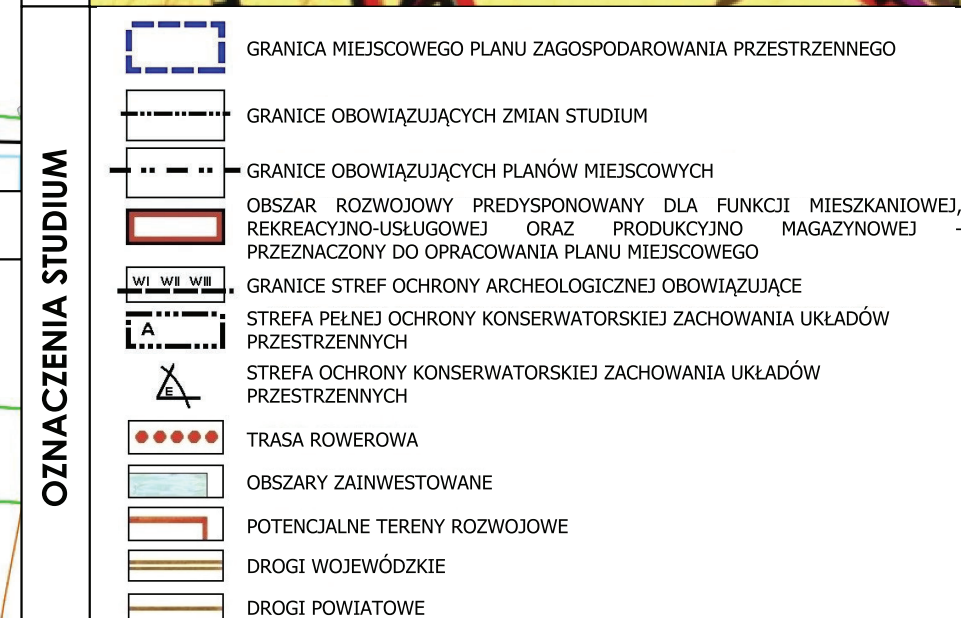 OZNACZENIA STUDIUM
GRANICA MIEJSCOWEGO PLANU ZAGOSPODAROWANIA PRZESTRZENNEGO
GRANICE OBOWIĄZUJĄCYCH ZMIAN STUDIUM
GRANICE OBOWIĄZUJĄCYCH PLANÓW MIEJSCOWYCH
OBSZAR ROZWOJOWY PREDYSPONOWANY DLA FUNKCJI MIESZKANIOWEJ,
REKREACYJNO-USŁUGOWEJ ORAZ PRODUKCYJNO MAGAZYNOWEJ -
PRZEZNACZONY DO OPRACOWANIA PLANU MIEJSCOWEGO
WI WII WIII
GRANICE STREF OCHRONY ARCHEOLOGICZNEJ OBOWIĄZUJĄCE
A
STREFA PEŁNEJ OCHRONY KONSERWATORSKIEJ ZACHOWANIA UKŁADÓW
PRZESTRZENNYCH
E
STREFA OCHRONY KONSERWATORSKIEJ ZACHOWANIA UKŁADÓW
PRZESTRZENNYCH
TRASA ROWEROWA
OBSZARY ZAINWESTOWANE
POTENCJALNE TERENY ROZWOJOWE
DROGI WOJEWÓDZKIE
DROGI POWIATOWE